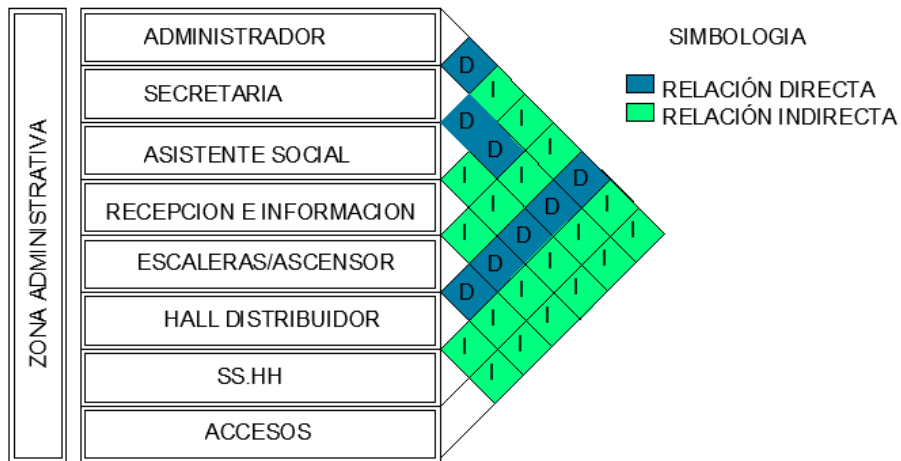 ZONA ADMINISTRATIVA
ADMINISTRADOR
SECRETARIA
ASISTENTE SOCIAL
RECEPCION E INFORMACION
ESCALERAS/ASCENSOR
HALL DISTRIBUIDOR
SS.HH
ACCESOS
D
I
D I
D I
I I D
I D I
I D I I
D I I
D I I
I I
I I
I
SIMBOLOGIA
RELACIÓN DIRECTA
RELACIÓN INDIRECTA